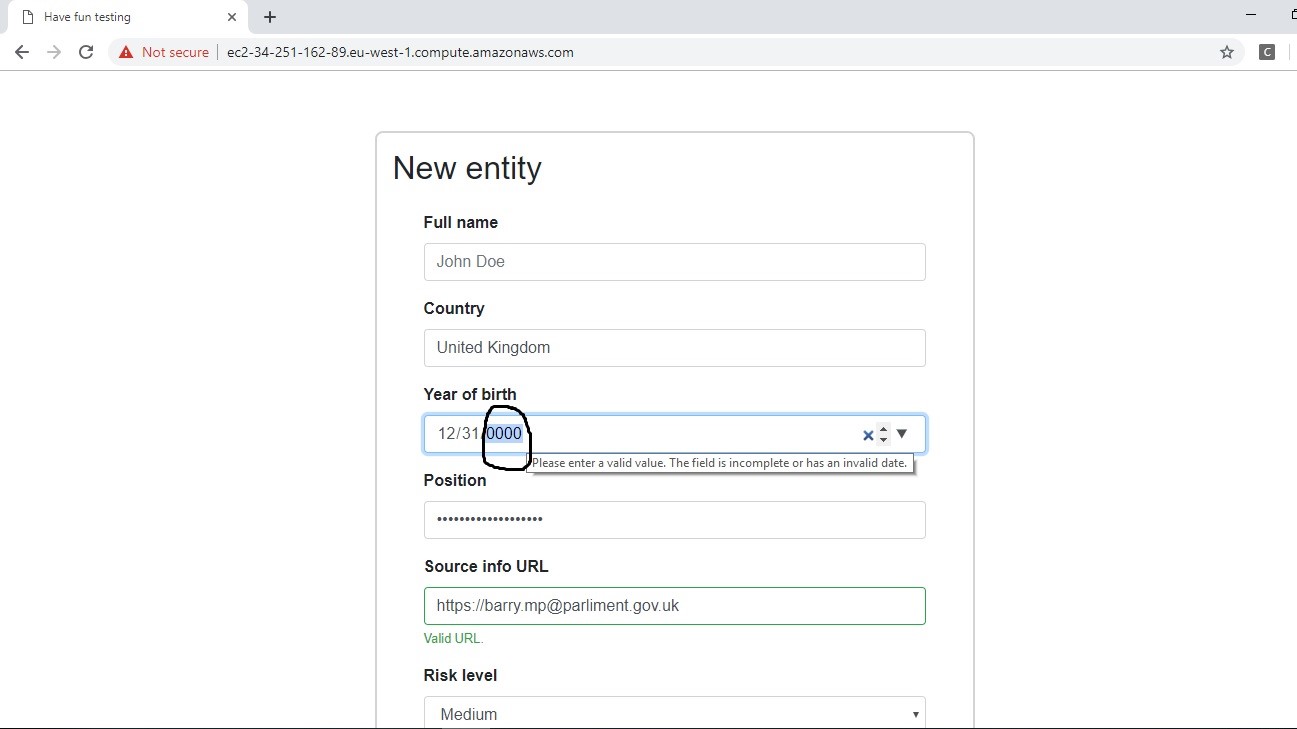 Have fun testing
Not secure ec2-34-251-162-89.eu-west-1.compute.amazonaws.com
C
New entity
Full name
John Doe
Country
United Kingdom
Year of birth
12/31/0000
Please enter a valid value. The field is incomplete or has an invalid date.
Position
•••••••••••••••••••
Source info URL
https://barry.mp@parliment.gov.uk
Valid URL.
Risk level
Medium